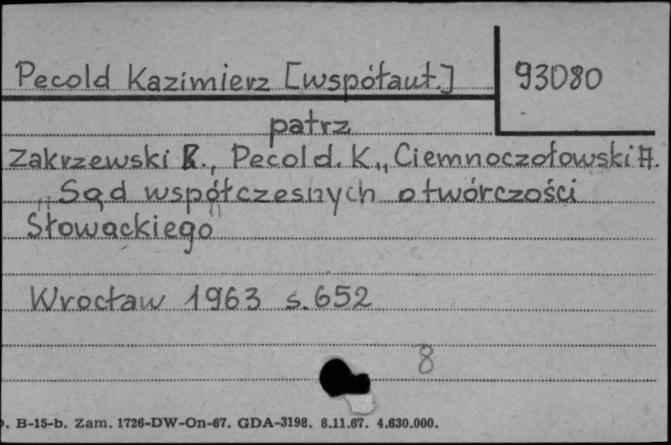 Pecold Kazimierz [współaut.] 93080
patrz
Zakrzewski B., Pecold. K., Ciemnoczołowski A.
"Sąd współczesnych o twórczości
Słowackiego"
Wrocław 1963 s. 652
8
B-15-b. Zam. 1726-DW-On-67. GDA-3198. 8.11.67. 4.630.000.